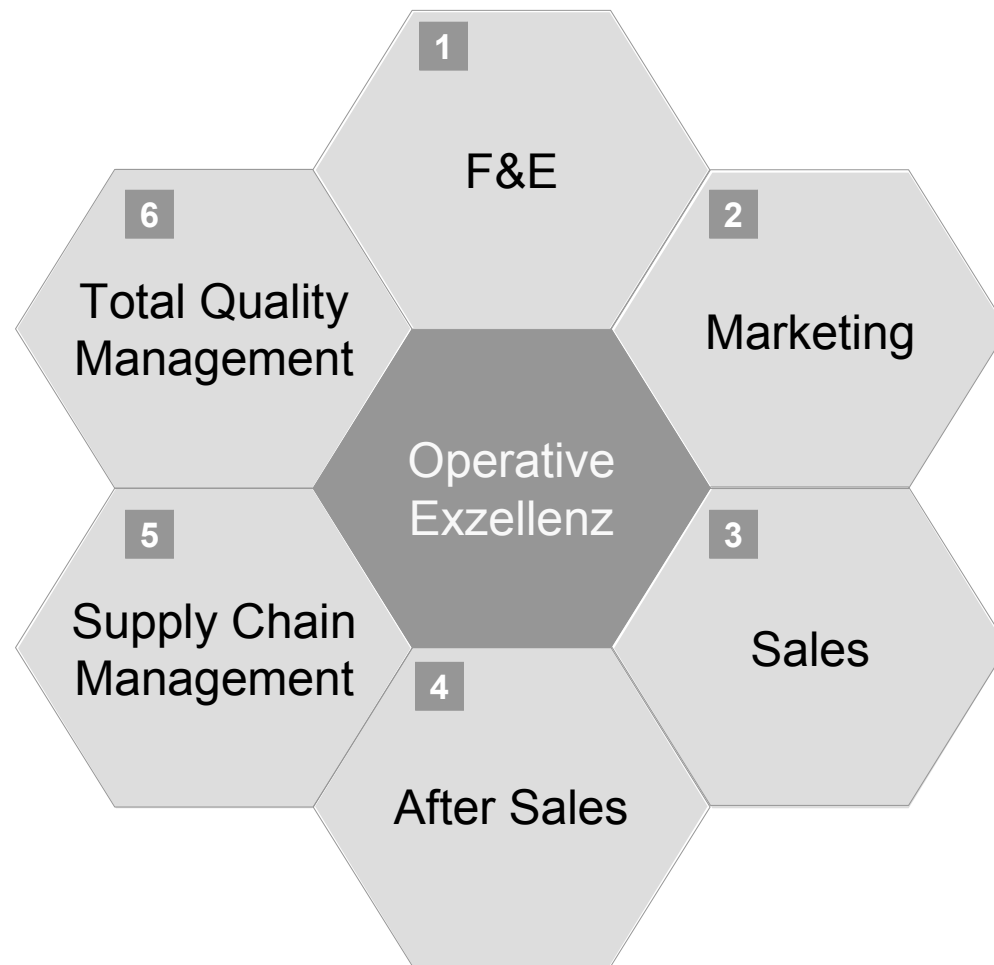 1
F&E
2
Marketing
3
Sales
4
After Sales
5
Supply Chain
Management
6
Total Quality
Management
Operative
Exzellenz